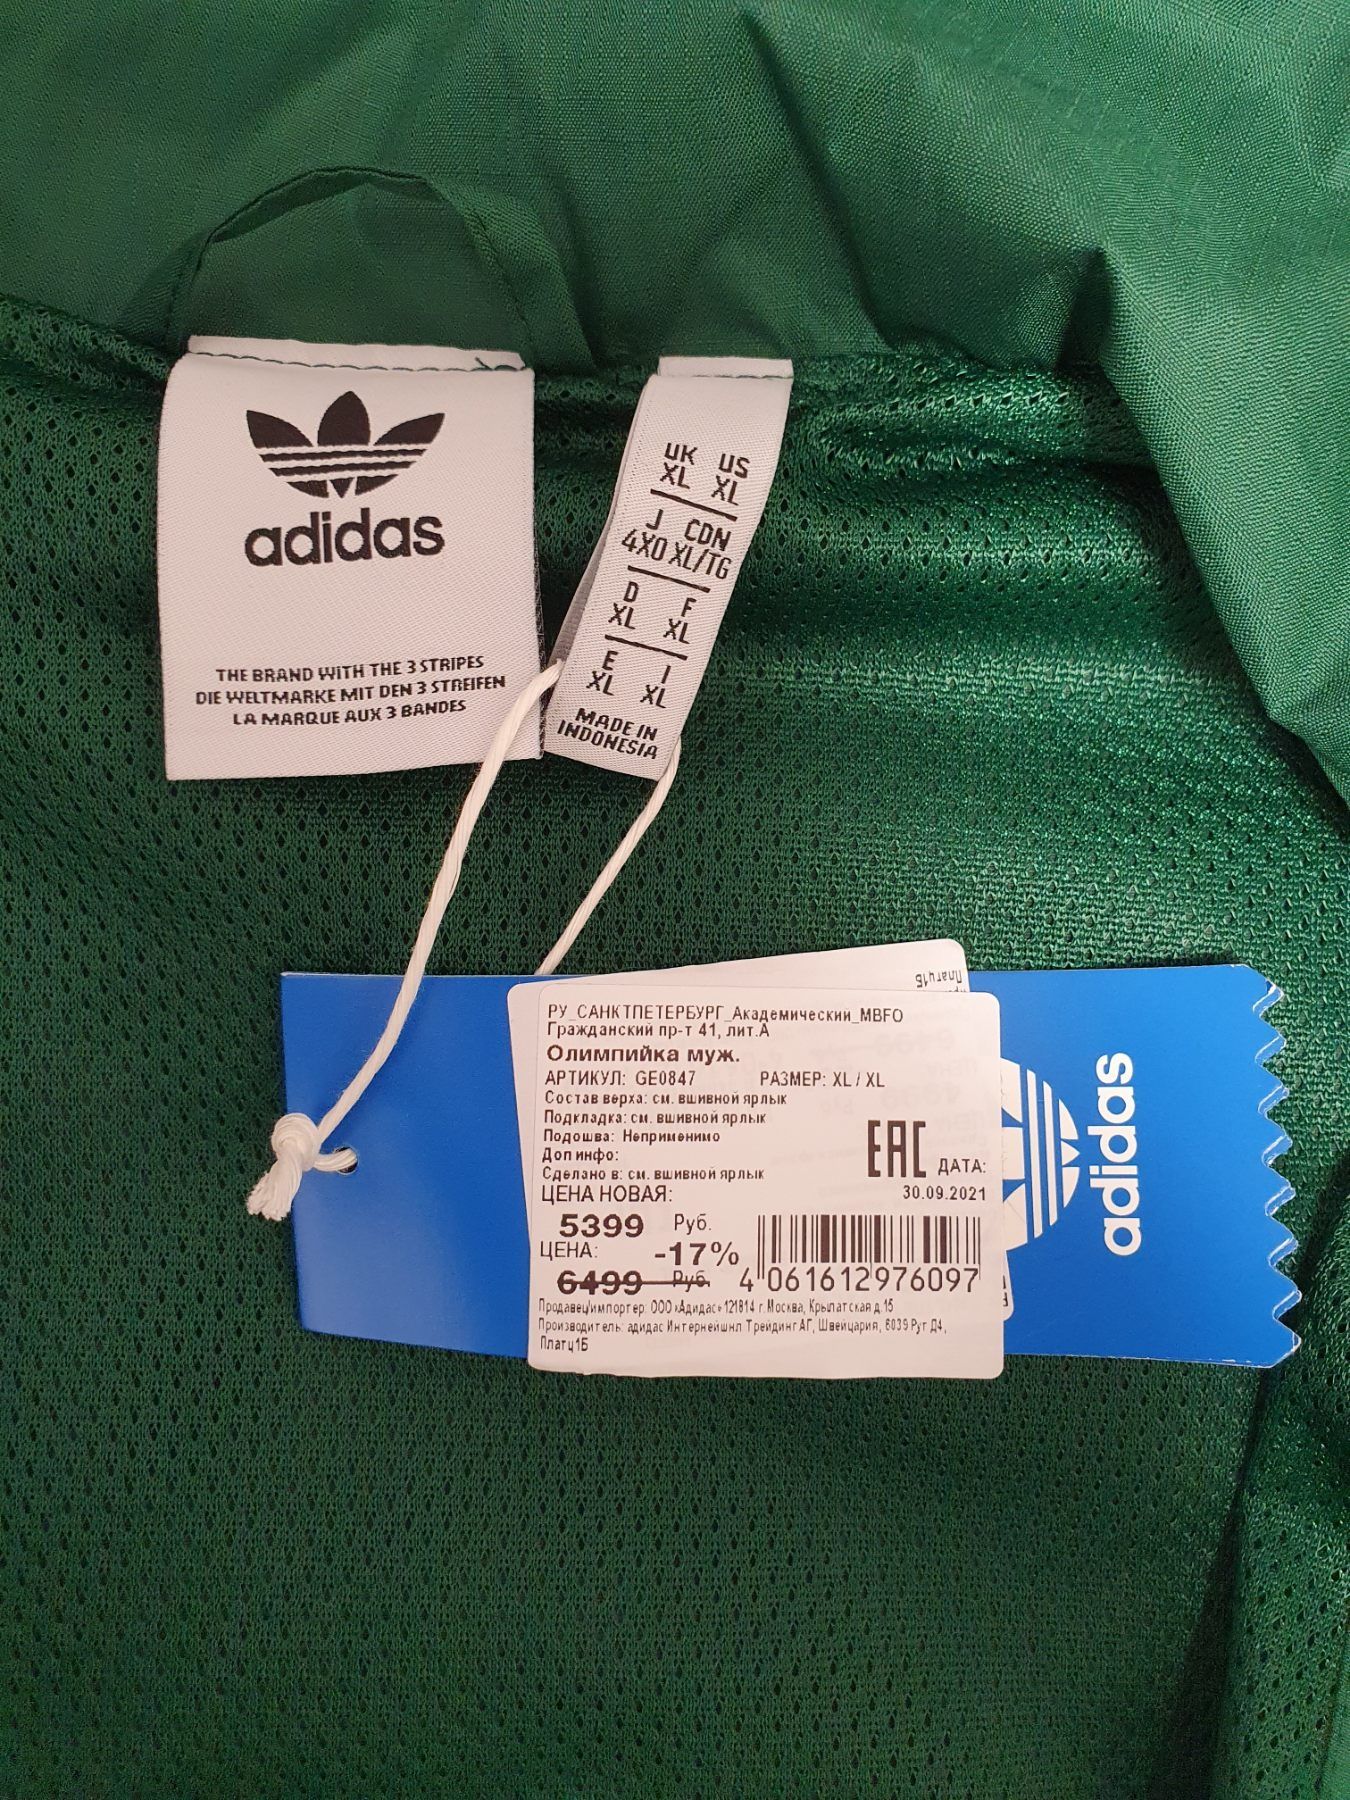 adidas
THE BRAND WITH THE 3 STRIPES
DIE WELTMARKE MIT DEN 3 STREIFEN
LA MARQUE AUX 3 BANDES
UK US
XL XL
J CDN
4XO XL/TG
D F
XL XL
E I
XL XL
MADE IN
INDONESIA
Платц1Б
РУ_САНКТПЕТЕРБУРГ_Академический_MBFO
Гражданский пр-т 41, лит.А
Олимпийка муж.
АРТИКУЛ: GE0847 РАЗМЕР: XL / XL
Состав верха: см. вшивной ярлык
Подкладка: см. вшивной ярлык
Подошва: Неприменимо
Доп инфо:
Сделано в: см. вшивной ярлык
EAC ДАТА:
30.09.2021
ЦЕНА НОВАЯ:
5399 Руб.
ЦЕНА: -17%
6499 Руб.
4 061612 976097
Продавец/импортер: ООО «Адидас» 121614 г.Москва, Крылатская д.15
Производитель: адидас Интернейшнл Трейдинг АГ, Швейцария, 6039 Рут Д4,
Платц1Б
adidas